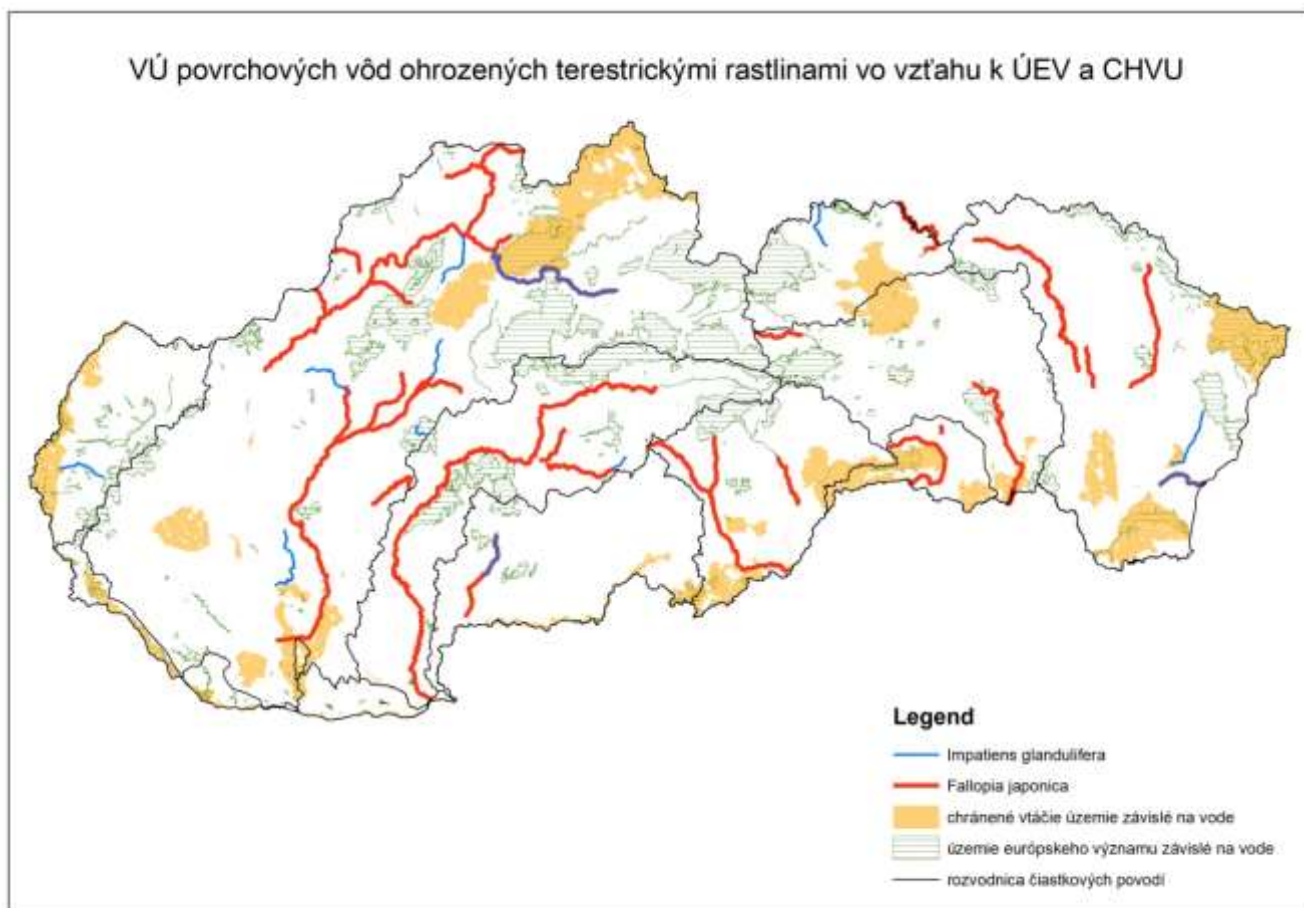 VÚ povrchových vôd ohrozených terestrickými rastlinami vo vzťahu k ÚEV a CHVU
Legend
Impatiens glandulifera
Fallopia japonica
chránené vtáčie územie závislé na vode
územie európskeho významu závislé na vode
rozvodnica čiastkových povodí